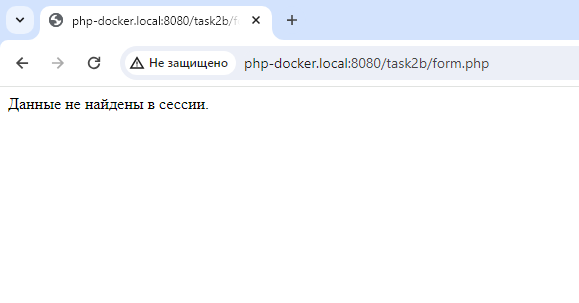 php-docker.local:8080/task2b/f
Не защищено
php-docker.local:8080/task2b/form.php
Данные не найдены в сессии.